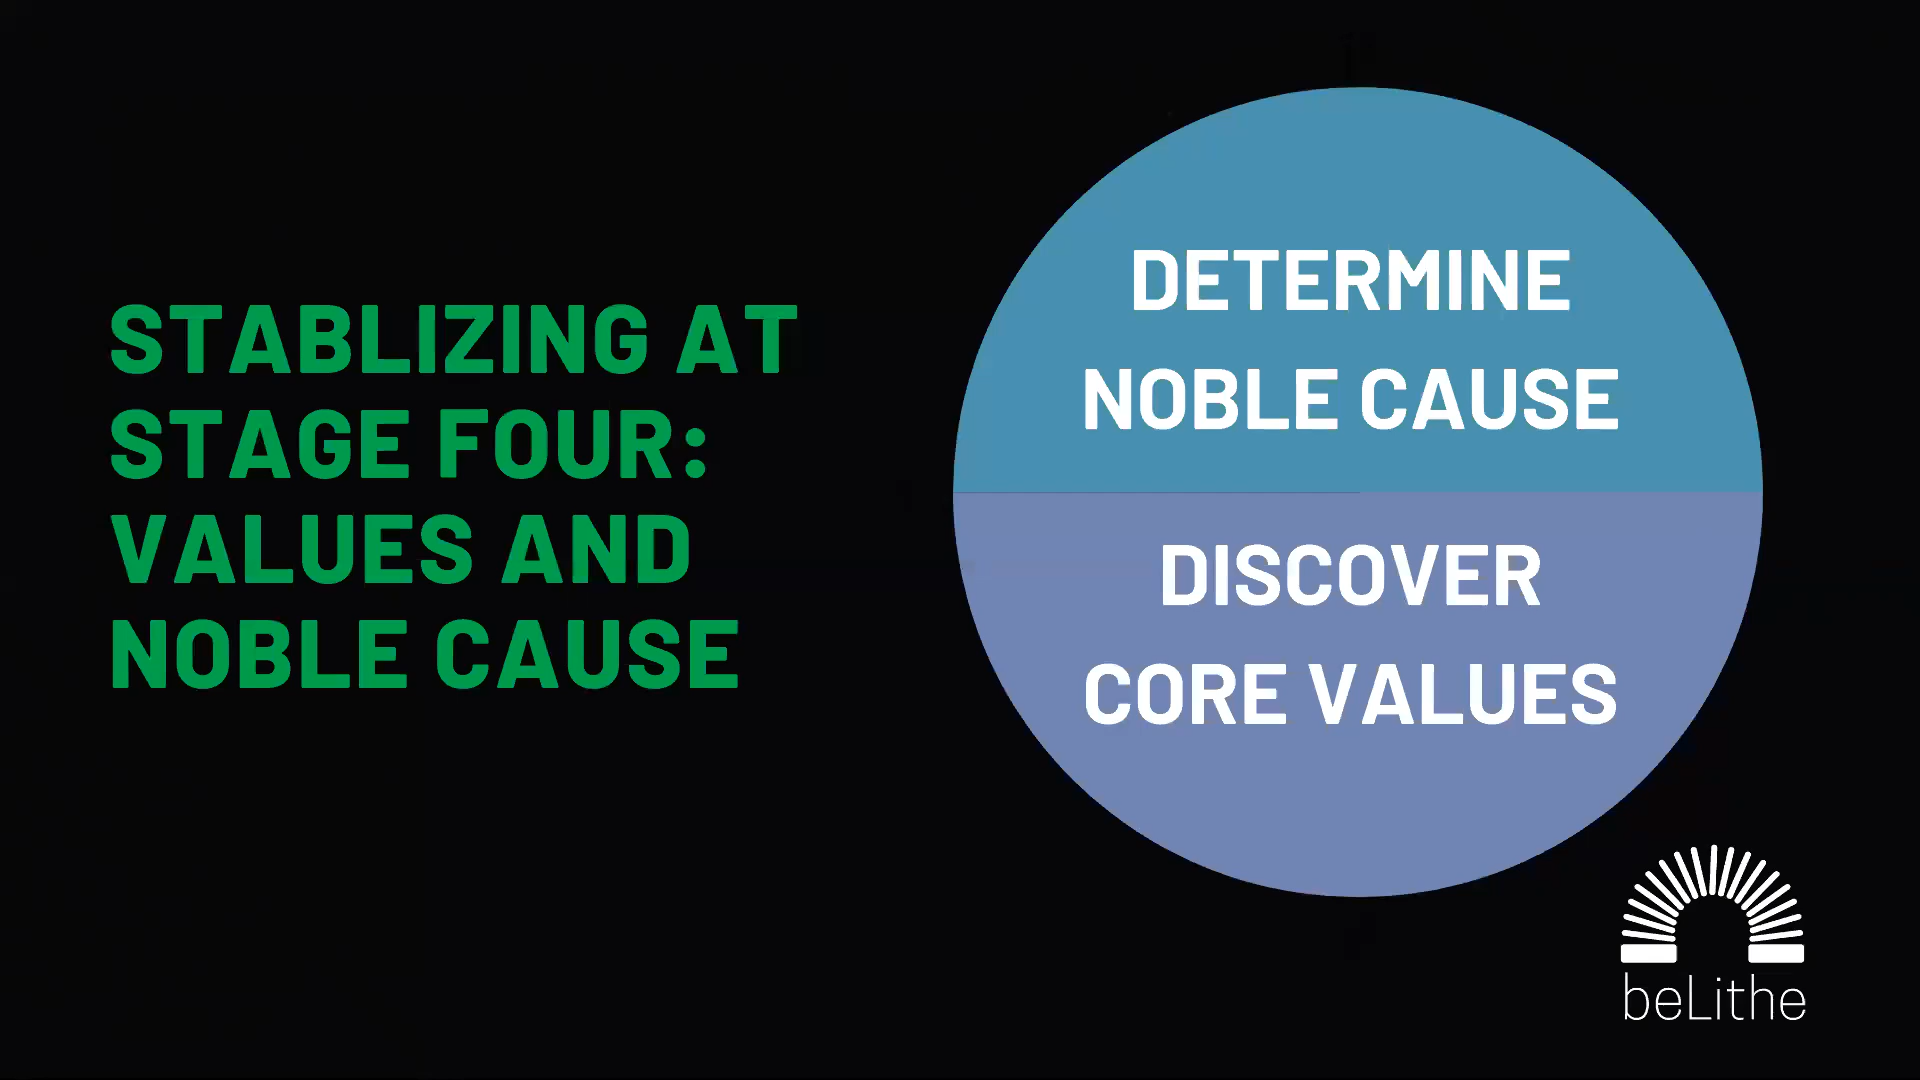 STABLIZING AT
STAGE FOUR:
VALUES AND
NOBLE CAUSE
DETERMINE
NOBLE CAUSE
DISCOVER
CORE VALUES
beLithe